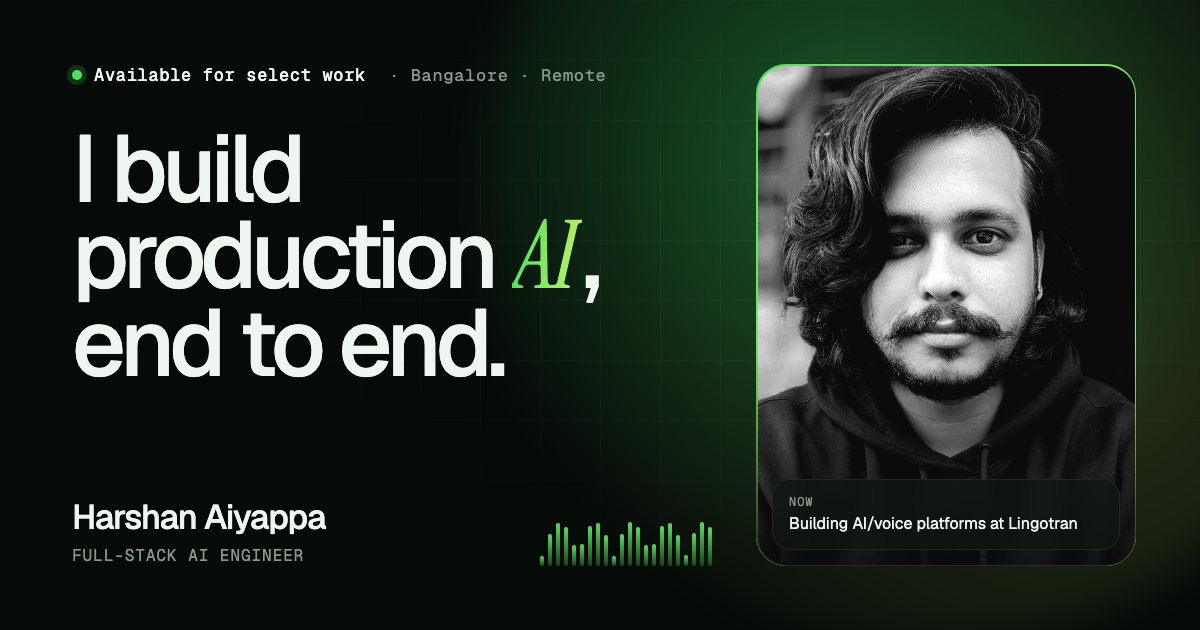 Available for select work · Bangalore · Remote
I build
production AI,
end to end.
Harshan Aiyappa
FULL-STACK AI ENGINEER
NOW
Building AI/voice platforms at Lingotran